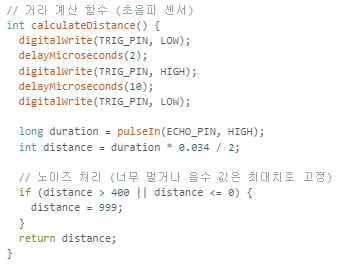 // 거리 계산 함수 (초음파 센서)
int calculateDistance() {
  digitalWrite(TRIG_PIN, LOW);
  delayMicroseconds(2);
  digitalWrite(TRIG_PIN, HIGH);
  delayMicroseconds(10);
  digitalWrite(TRIG_PIN, LOW);

  long duration = pulseIn(ECHO_PIN, HIGH);
  int distance = duration * 0.034 / 2;

  // 노이즈 처리 (너무 멀거나 음수 값은 최대치로 고정)
  if (distance > 400 || distance <= 0) {
    distance = 999;
  }
  return distance;
}